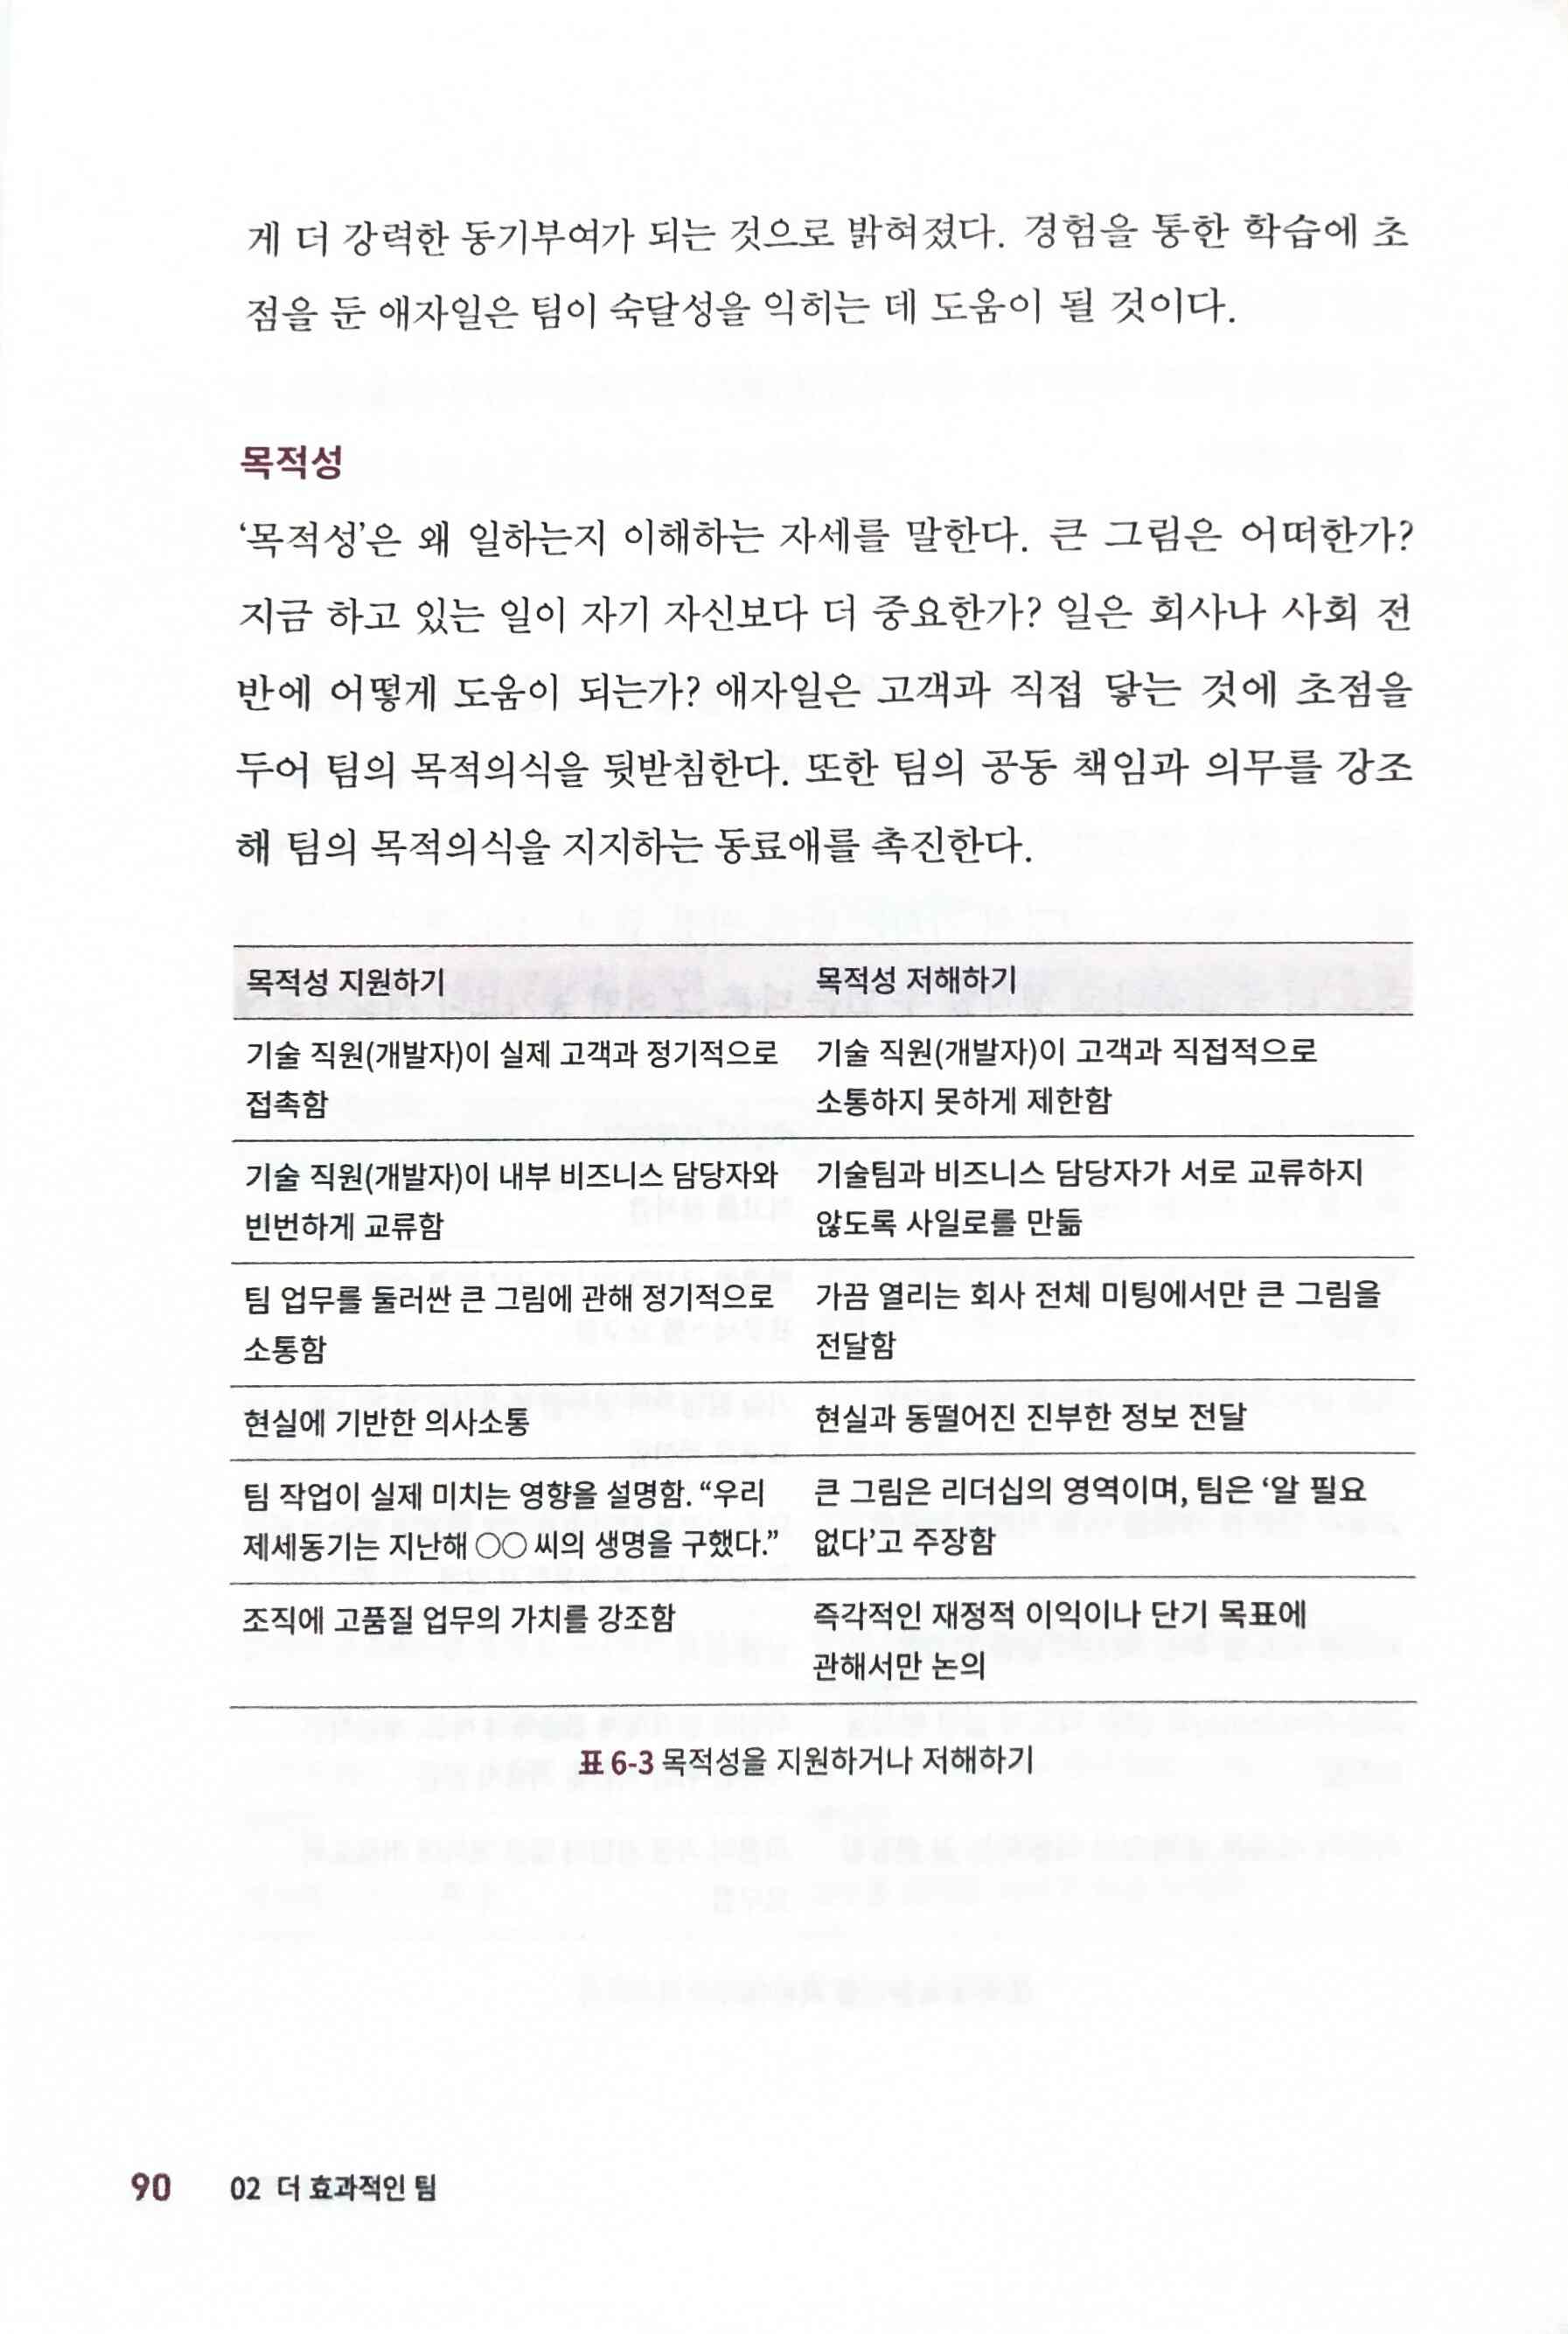 게 더 강력한 동기부여가 되는 것으로 밝혀졌다. 경험을 통한 학습에 초
점을 둔 애자일은 팀이 숙달성을 익히는 데 도움이 될 것이다.
목적성
‘목적성’은 왜 일하는지 이해하는 자세를 말한다. 큰 그림은 어떠한가?
지금 하고 있는 일이 자기 자신보다 더 중요한가? 일은 회사나 사회 전
반에 어떻게 도움이 되는가? 애자일은 고객과 직접 닿는 것에 초점을
두어 팀의 목적의식을 뒷받침한다. 또한 팀의 공동 책임과 의무를 강조
해 팀의 목적의식을 지지하는 동료애를 촉진한다.
목적성 지원하기 목적성 저해하기
기술 직원(개발자)이 실제 고객과 정기적으로 기술 직원(개발자)이 고객과 직접적으로
접촉함 소통하지 못하게 제한함
기술 직원(개발자)이 내부 비즈니스 담당자와 기술팀과 비즈니스 담당자가 서로 교류하지
빈번하게 교류함 않도록 사일로를 만듦
팀 업무를 둘러싼 큰 그림에 관해 정기적으로 가끔 열리는 회사 전체 미팅에서만 큰 그림을
소통함 전달함
현실에 기반한 의사소통 현실과 동떨어진 진부한 정보 전달
팀 작업이 실제 미치는 영향을 설명함. “우리 큰 그림은 리더십의 영역이며, 팀은 ‘알 필요
제세동기는 지난해 ○○ 씨의 생명을 구했다.” 없다’고 주장함
조직에 고품질 업무의 가치를 강조함 즉각적인 재정적 이익이나 단기 목표에
관해서만 논의
표 6-3 목적성을 지원하거나 저해하기
90 02 더 효과적인 팀